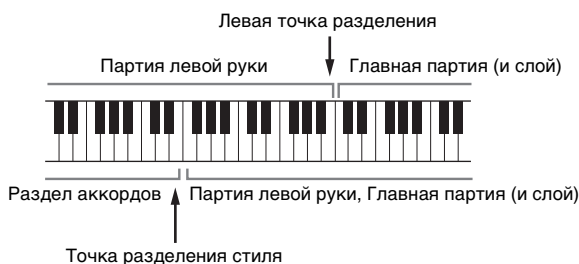 Левая точка разделения
Партия левой руки Главная партия (и слой)
Раздел аккордов Партия левой руки, Главная партия (и слой)
Точка разделения стиля